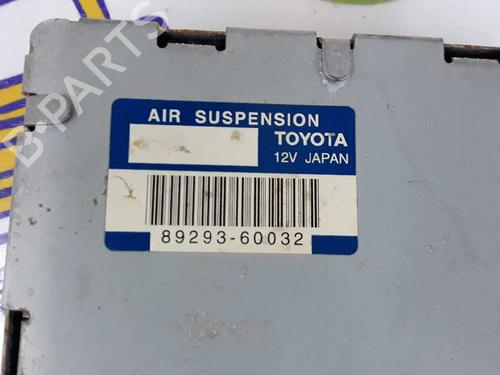 B-PARTS
AIR SUSPENSION
TOYOTA
12V JAPAN
89293-60032